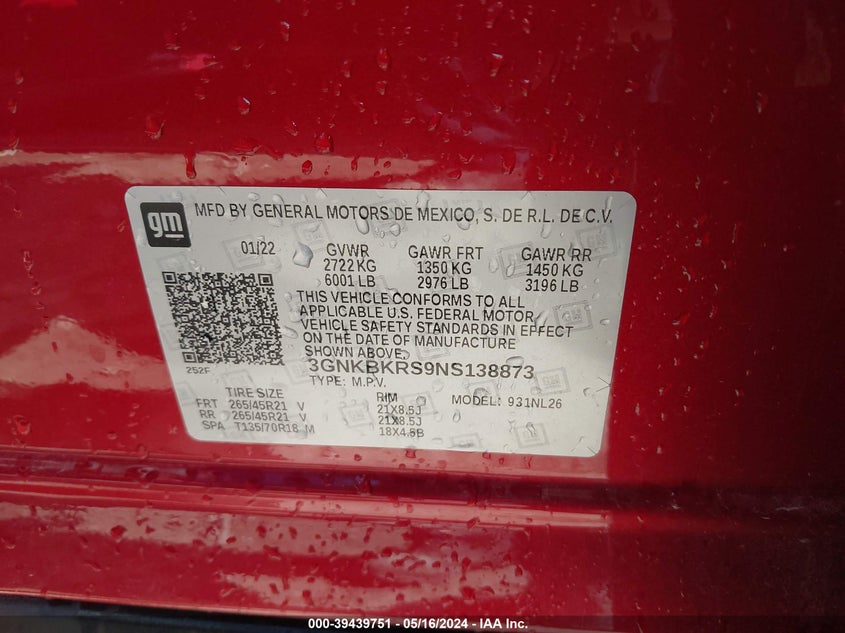 gm
MFD BY GENERAL MOTORS DE MEXICO, S. DE R.L. DE C.V.
01/22 GVWR GAWR FRT GAWR RR
2722 KG 1350 KG 1450 KG
6001 LB 2976 LB 3196 LB
THIS VEHICLE CONFORMS TO ALL
APPLICABLE U.S. FEDERAL MOTOR
VEHICLE SAFETY STANDARDS IN EFFECT
ON THE DATE OF MANUFACTURE
SHOWN ABOVE.
252F
3GNKBKRS9NS138873
TYPE: M.P.V.
TIRE SIZE RIM MODEL: 931NL26
FRT 265/45R21 V 21X8.5J
RR 265/45R21 V 21X8.5J
SPA T135/70R18 M 18X4.5B
000-39439751 - 05/16/2024 - IAA Inc.